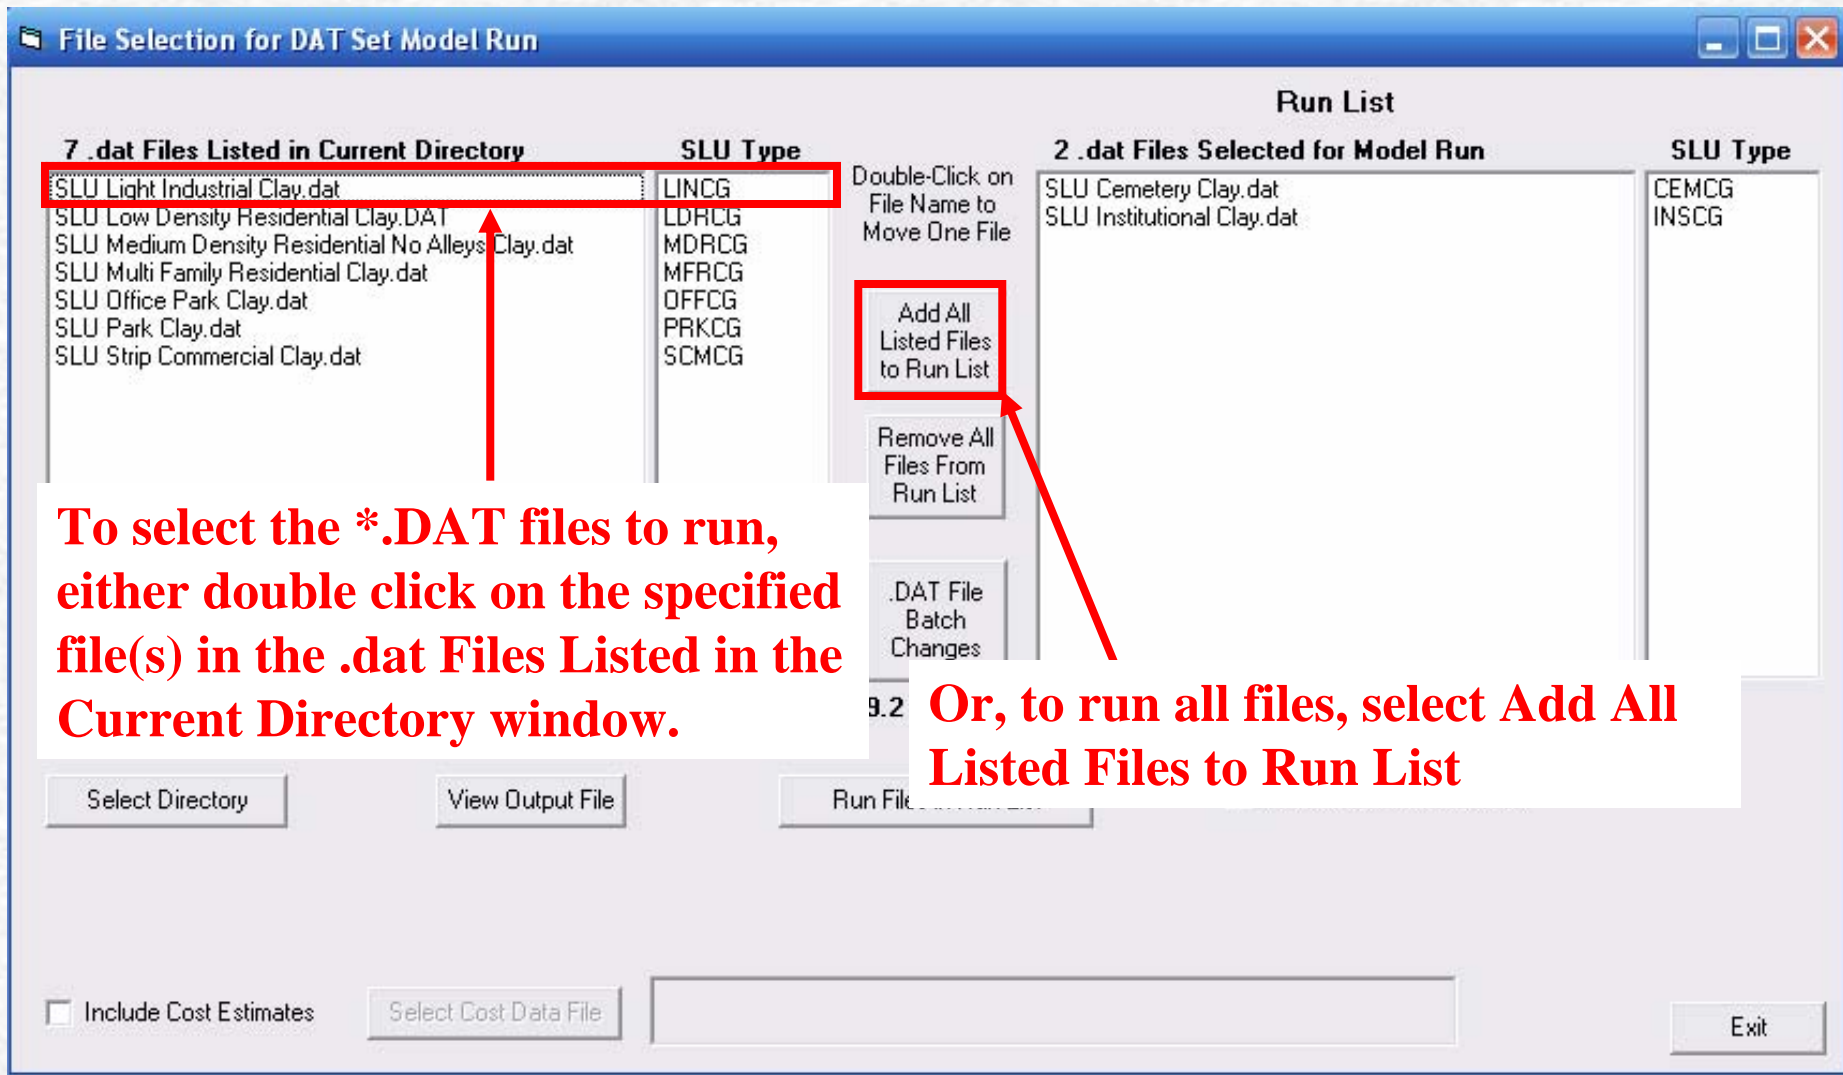 File Selection for DAT Set Model Run
Run List
7 .dat Files Listed in Current Directory
SLU Type
2 .dat Files Selected for Model Run
SLU Type
SLU Light Industrial Clay.dat
LINCG
SLU Low Density Residential Clay.DAT
LDRCG
SLU Medium Density Residential No Alleys Clay.dat
MDRCG
SLU Multi Family Residential Clay.dat
MFRCG
SLU Office Park Clay.dat
OFFCG
SLU Park Clay.dat
PRKCG
SLU Strip Commercial Clay.dat
SCMCG
Double-Click on
File Name to
Move One File
SLU Cemetery Clay.dat
CEMCG
SLU Institutional Clay.dat
INSCG
Add All
Listed Files
to Run List
Remove All
Files From
Run List
.DAT File
Batch
Changes
To select the *.DAT files to run,
either double click on the specified
file(s) in the .dat Files Listed in the
Current Directory window.
9.2
Or, to run all files, select Add All
Listed Files to Run List
Select Directory
View Output File
Run Files
Include Cost Estimates
Select Cost Data File
Exit